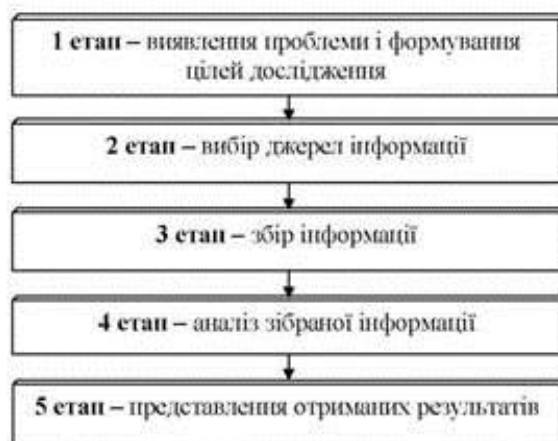 1 етап – виявлення проблеми і формування
цілей дослідження
2 етап – вибір джерел інформації
3 етап – збір інформації
4 етап – аналіз зібраної інформації
5 етап – представлення отриманих результатів